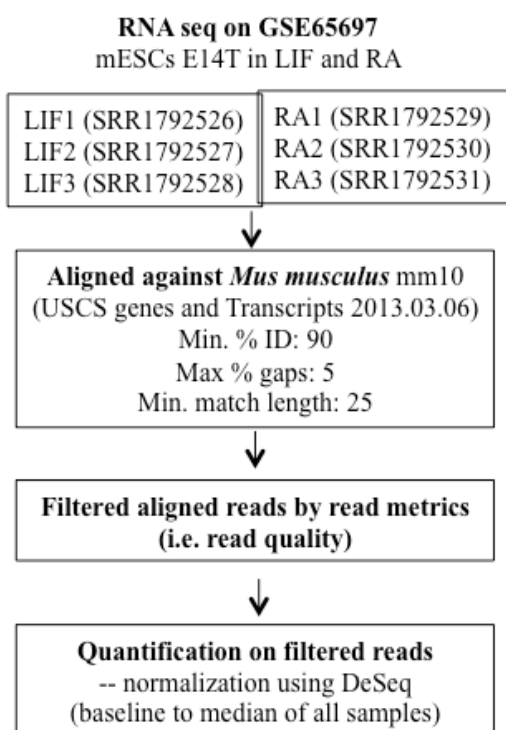 RNA seq on GSE65697
mESCs E14T in LIF and RA
LIF1 (SRR1792526)
LIF2 (SRR1792527)
LIF3 (SRR1792528)
RA1 (SRR1792529)
RA2 (SRR1792530)
RA3 (SRR1792531)
Aligned against Mus musculus mm10
(USCS genes and Transcripts 2013.03.06)
Min. % ID: 90
Max % gaps: 5
Min. match length: 25
Filtered aligned reads by read metrics
(i.e. read quality)
Quantification on filtered reads
-- normalization using DeSeq
(baseline to median of all samples)